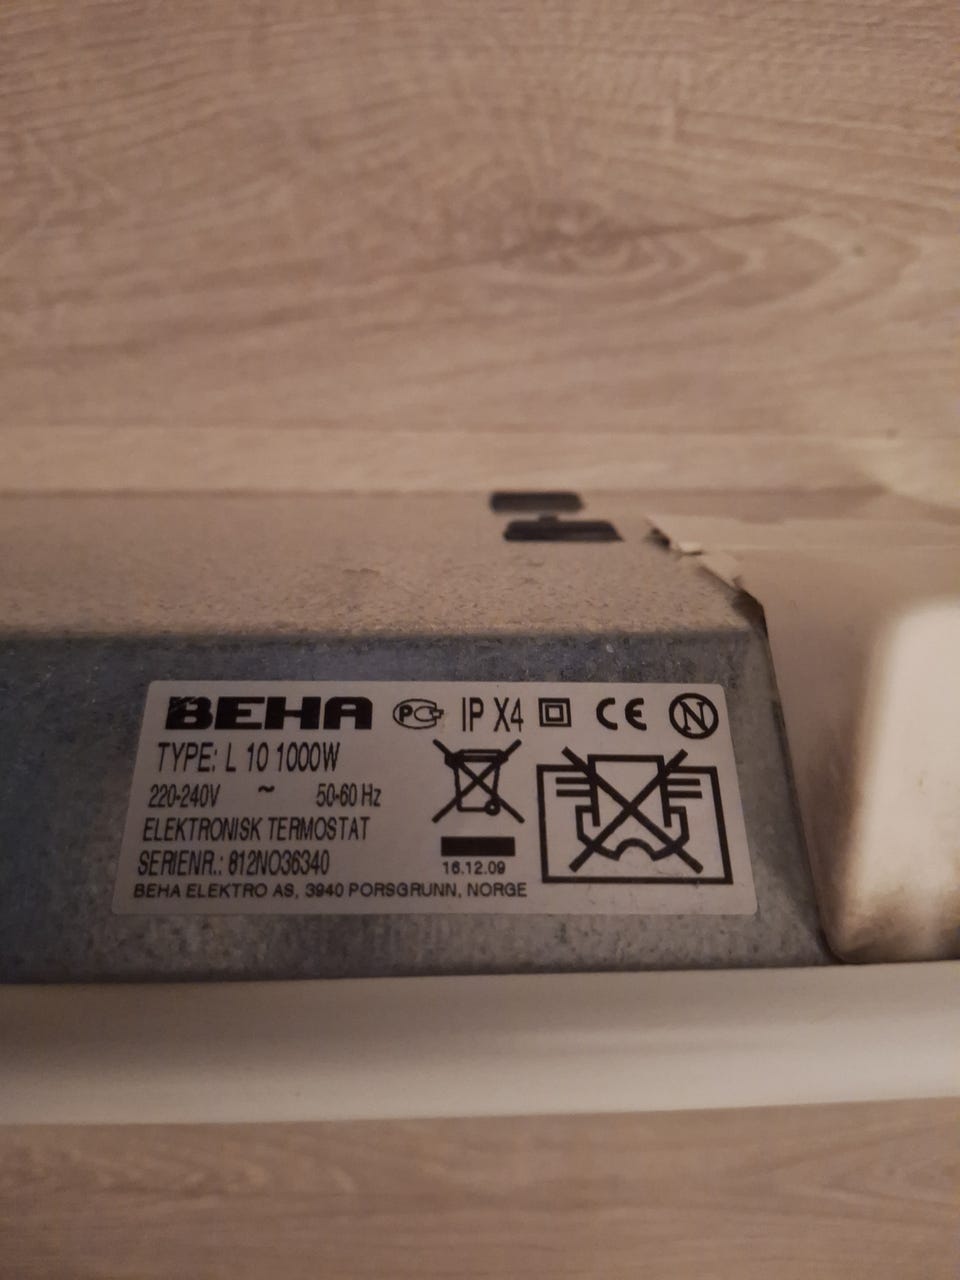 BEHA PG IP X4 CE N
TYPE: L 10 1000W
220-240V ~ 50-60 Hz
ELEKTRONISK TERMOSTAT
SERIENR.: 812NO36340
16.12.09
BEHA ELEKTRO AS, 3940 PORSGRUNN, NORGE